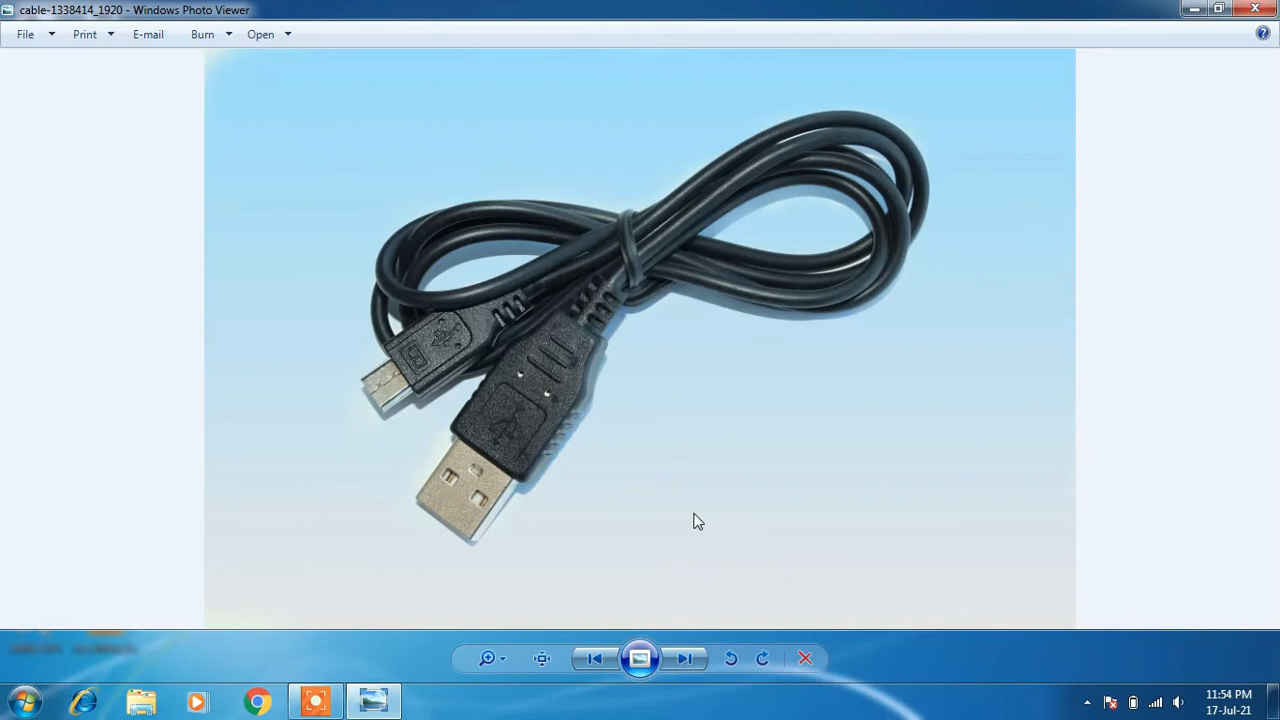 cable-1338414_1920 - Windows Photo Viewer
File Print E-mail Burn Open
B
11:54 PM
17-Jul-21